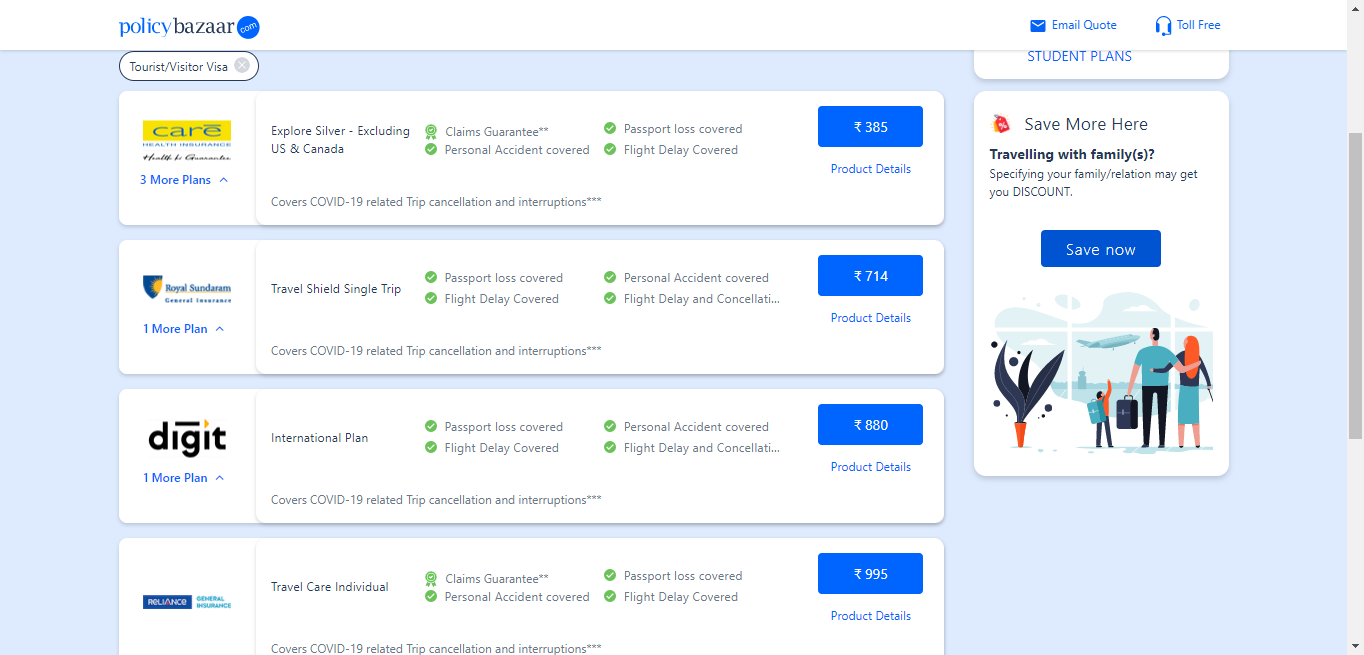 policybazaar com
Email Quote
Toll Free
Tourist/Visitor Visa
STUDENT PLANS
care
HEALTH INSURANCE
3 More Plans
Explore Silver - Excluding
US & Canada
Claims Guarantee**
Personal Accident covered
Passport loss covered
Flight Delay Covered
₹ 385
Product Details
Covers COVID-19 related Trip cancellation and interruptions***
Royal Sundaram
General Insurance
1 More Plan
Travel Shield Single Trip
Passport loss covered
Flight Delay Covered
Personal Accident covered
Flight Delay and Concellati...
₹ 714
Product Details
Covers COVID-19 related Trip cancellation and interruptions***
digit
1 More Plan
International Plan
Passport loss covered
Flight Delay Covered
Personal Accident covered
Flight Delay and Concellati...
₹ 880
Product Details
Covers COVID-19 related Trip cancellation and interruptions***
RELIANCE GENERAL
INSURANCE
Travel Care Individual
Claims Guarantee**
Personal Accident covered
Passport loss covered
Flight Delay Covered
₹ 995
Product Details
Covers COVID-19 related Trip cancellation and interruptions***
Save More Here
Travelling with family(s)?
Specifying your family/relation may get
you DISCOUNT.
Save now